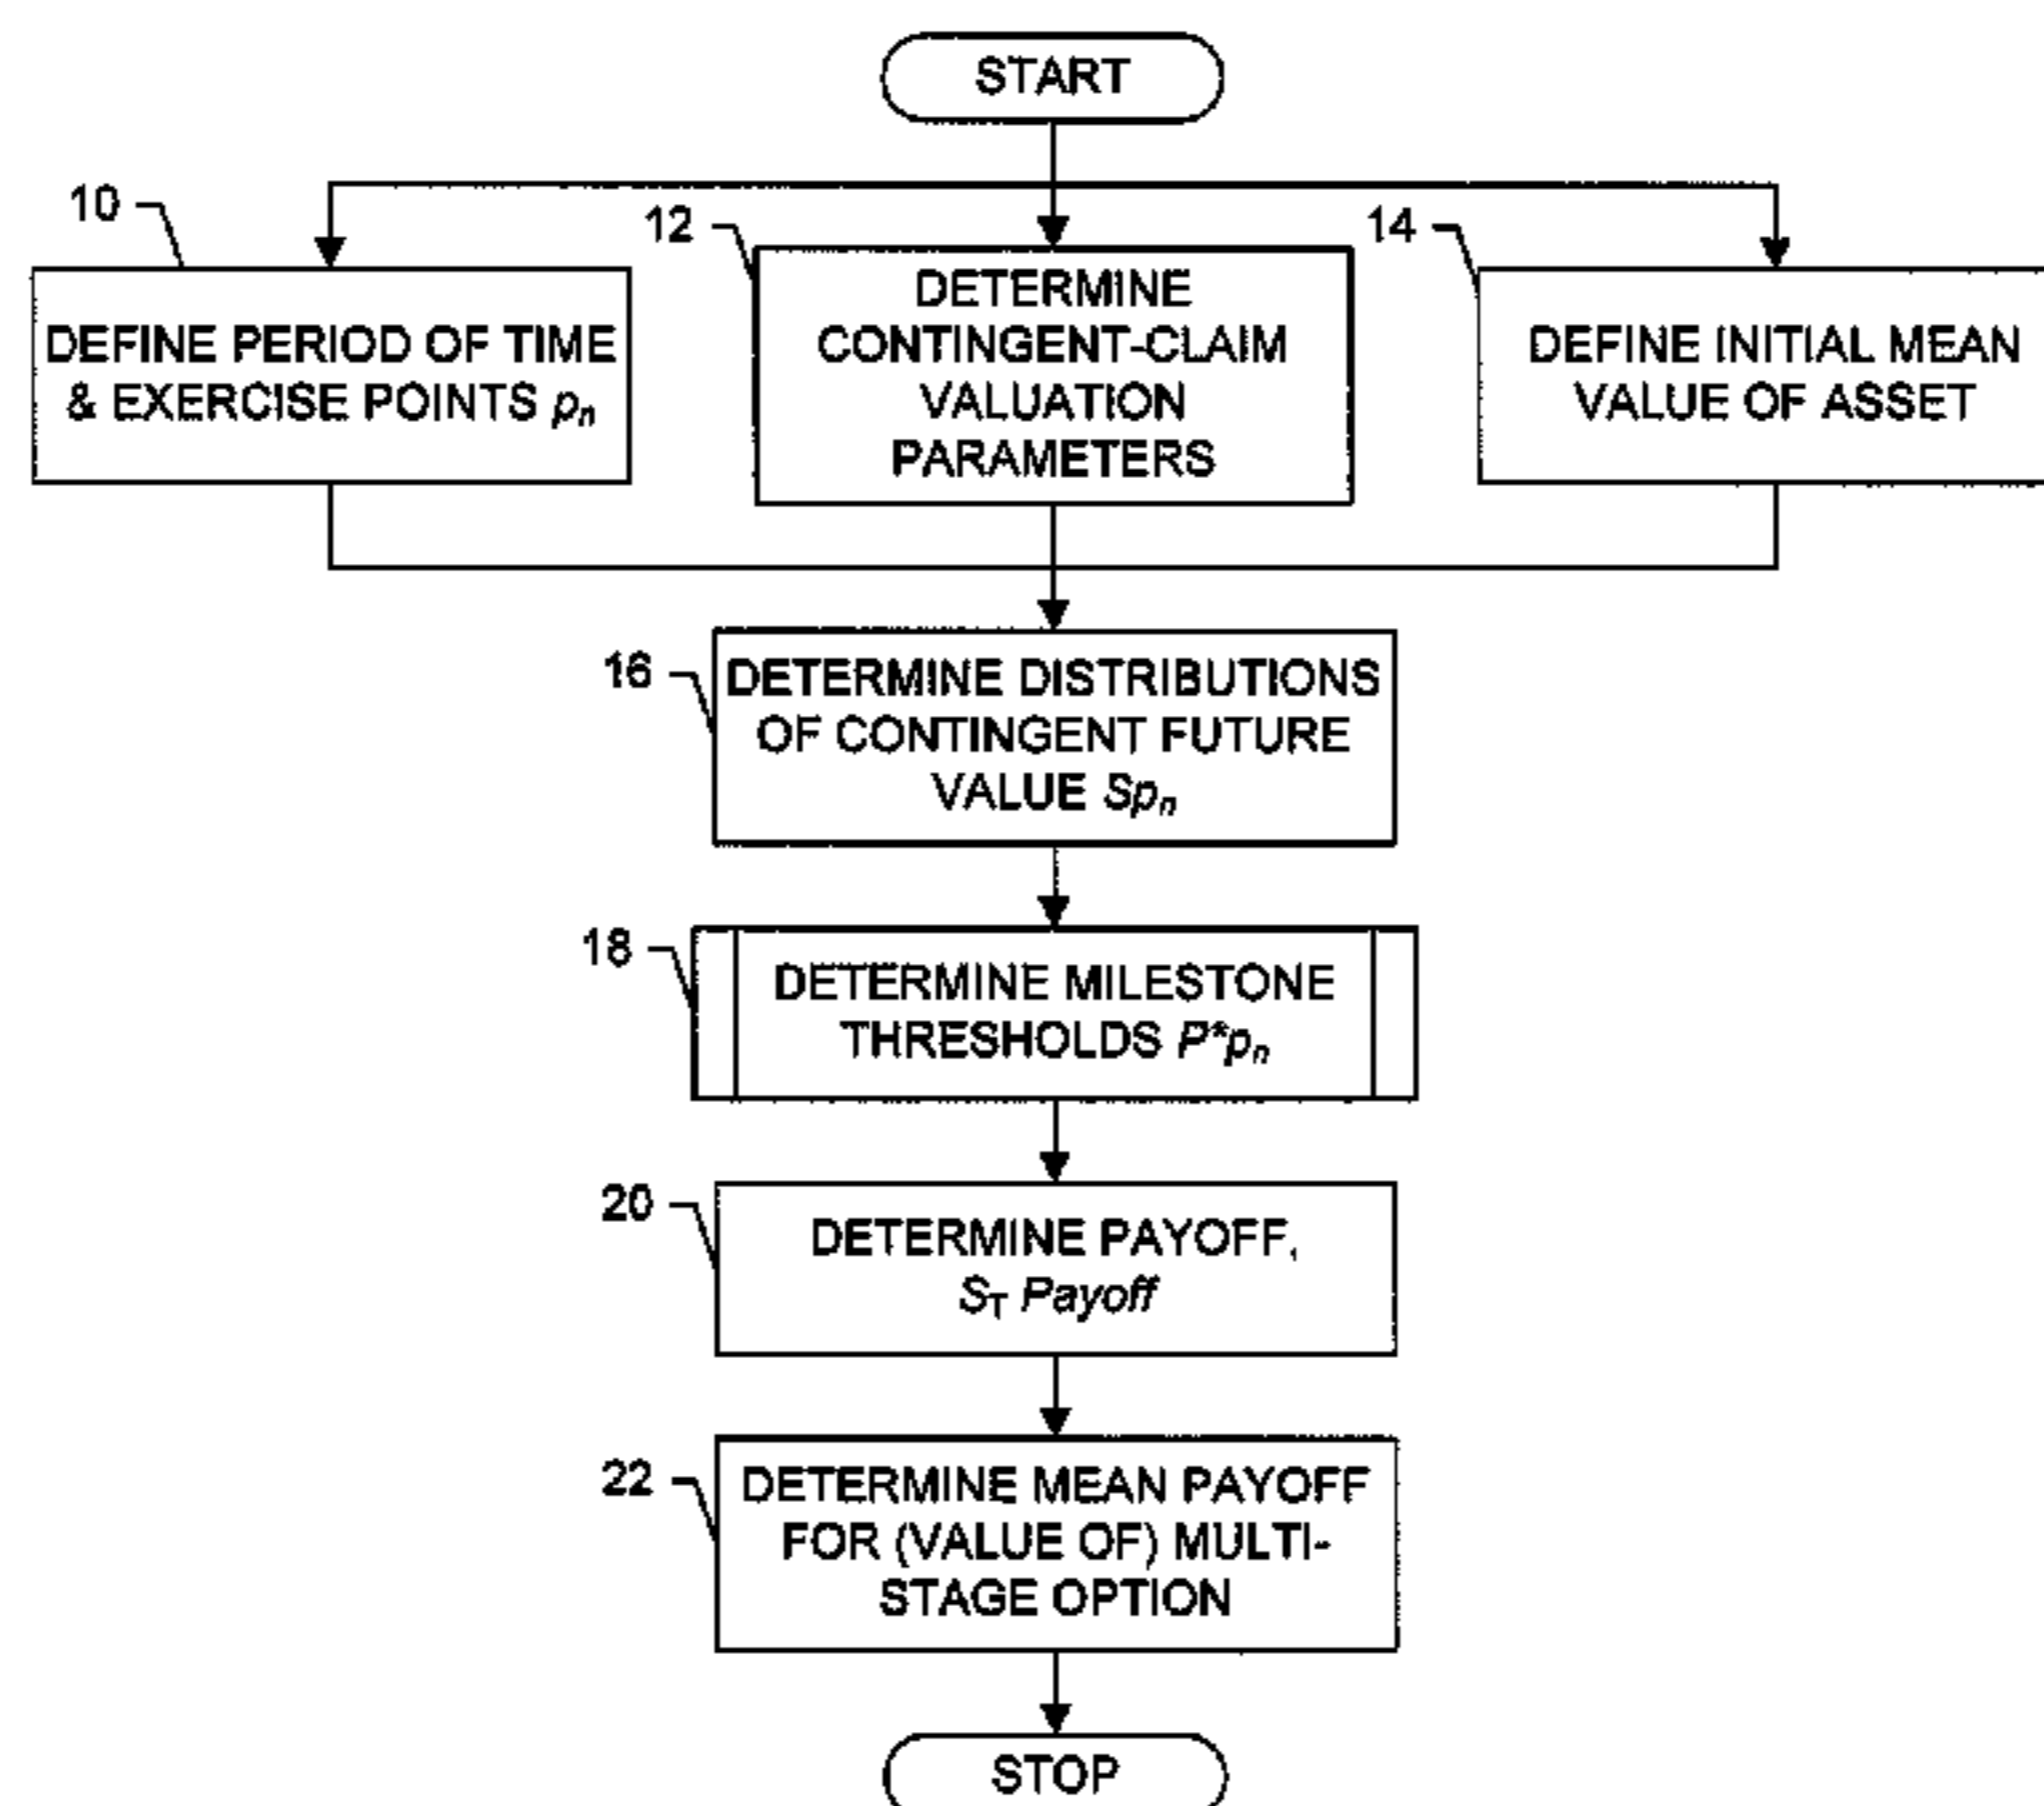 START
10
DEFINE PERIOD OF TIME
& EXERCISE POINTS pn
12
DETERMINE
CONTINGENT-CLAIM
VALUATION
PARAMETERS
14
DEFINE INITIAL MEAN
VALUE OF ASSET
16
DETERMINE DISTRIBUTIONS
OF CONTINGENT FUTURE
VALUE Spn
18
DETERMINE MILESTONE
THRESHOLDS P*pn
20
DETERMINE PAYOFF,
ST Payoff
22
DETERMINE MEAN PAYOFF
FOR (VALUE OF) MULTI-
STAGE OPTION
STOP